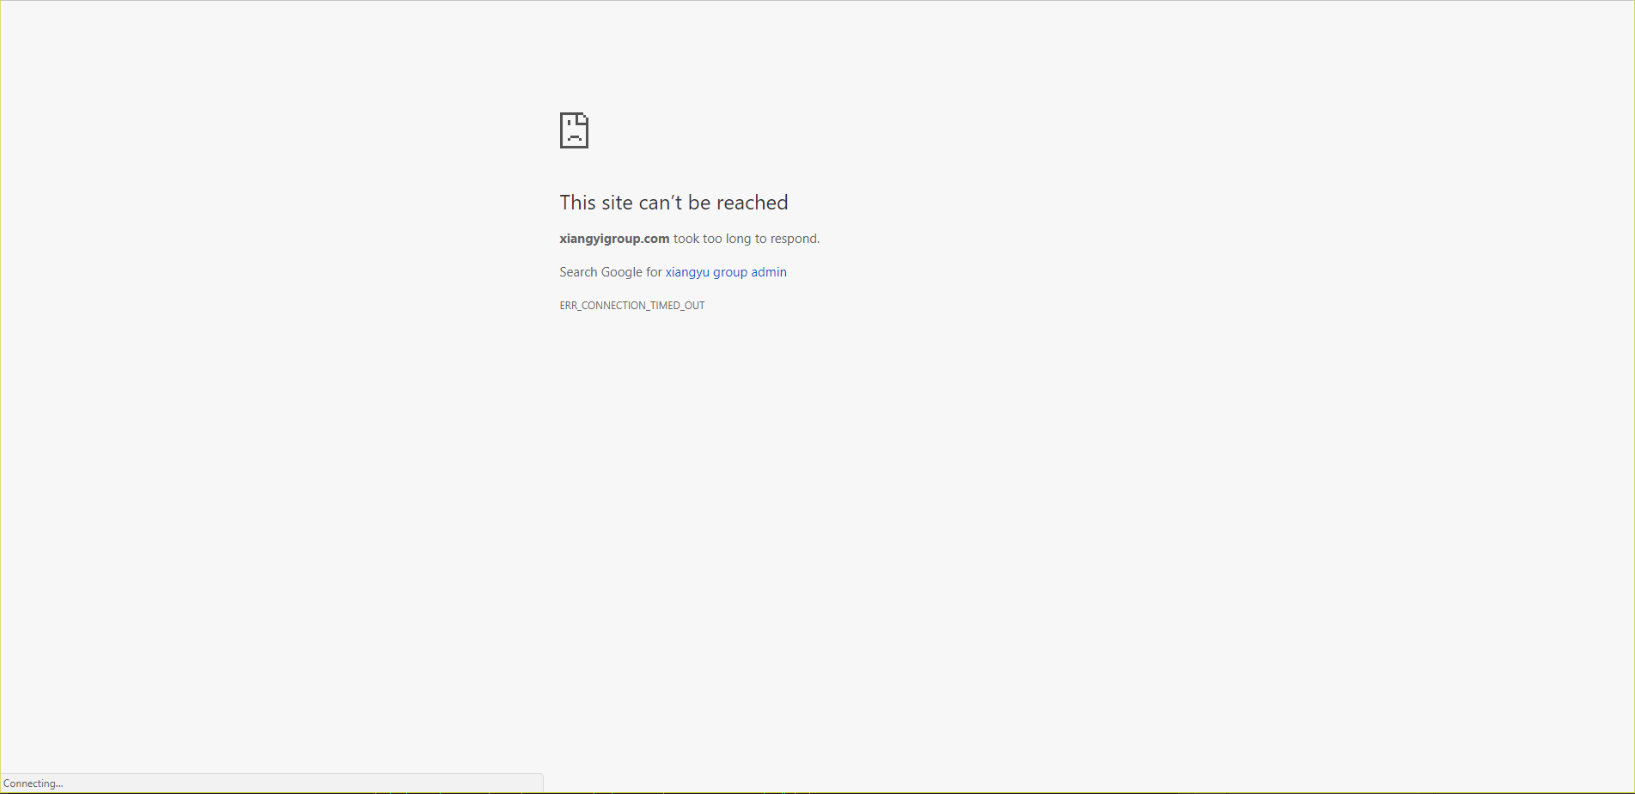 This site can’t be reached
xiangyigroup.com took too long to respond.
Search Google for xiangyu group admin
ERR_CONNECTION_TIMED_OUT
Connecting...